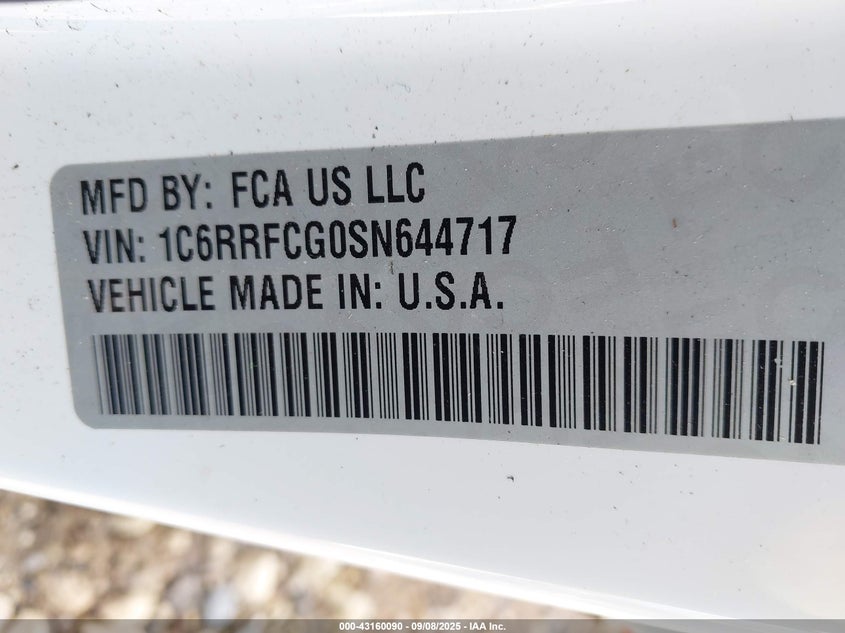 MFD BY: FCA US LLC
VIN: 1C6RRFCG0SN644717
VEHICLE MADE IN: U.S.A.
000-43160090 - 09/08/2025 - IAA Inc.